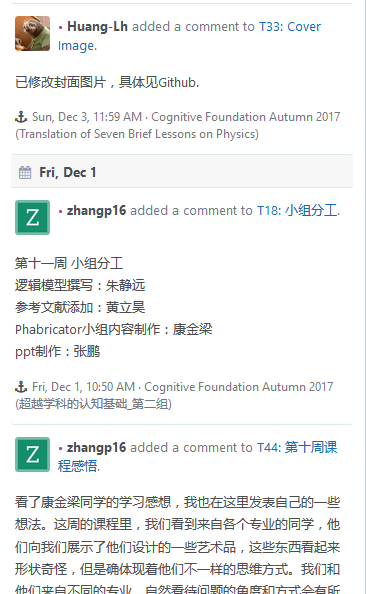 • Huang-Lh added a comment to T33: Cover
Image.
已修改封面图片，具体见Github.
Sun, Dec 3, 11:59 AM · Cognitive Foundation Autumn 2017
(Translation of Seven Brief Lessons on Physics)
Fri, Dec 1
Z
• zhangp16 added a comment to T18: 小组分工.
第十一周 小组分工
逻辑模型撰写：朱静远
参考文献添加：黄立昊
Phabricator小组内容制作：康金梁
ppt制作：张鹏
Fri, Dec 1, 10:50 AM · Cognitive Foundation Autumn 2017
(超越学科的认知基础_第二组)
Z
• zhangp16 added a comment to T44: 第十周课
程感悟.
看了康金梁同学的学习感想，我也在这里发表自己的一些
想法。这周的课程里，我们看到来自各个专业的同学，他
们向我们展示了他们设计的一些艺术品，这些东西看起来
形状奇怪，但是确体现着他们不一样的思维方式。我们和
他们来自不同的专业，自然看待问题的角度和方式会有所